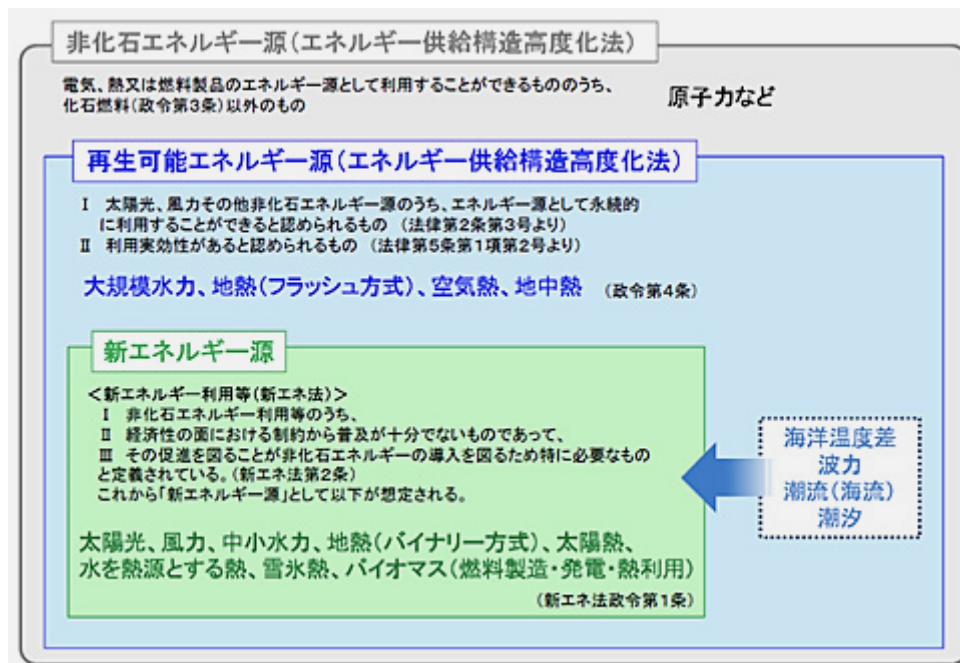 非化石エネルギー源(エネルギー供給構造高度化法)
電気、熱又は燃料製品のエネルギー源として利用することができるもののうち、
化石燃料(政令第3条)以外のもの
原子力など
再生可能エネルギー源(エネルギー供給構造高度化法)
Ⅰ 太陽光、風力その他非化石エネルギー源のうち、エネルギー源として永続的
に利用することができると認められるもの (法律第2条第3号より)
Ⅱ 利用実効性があると認められるもの (法律第5条第1項第2号より)
大規模水力、地熱(フラッシュ方式)、空気熱、地中熱 (政令第4条)
新エネルギー源
<新エネルギー利用等(新エネ法)>
Ⅰ 非化石エネルギー利用等のうち、
Ⅱ 経済性の面における制約から普及が十分でないものであって、
Ⅲ その促進を図ることが非化石エネルギーの導入を図るため特に必要なもの
と定義されている。(新エネ法第2条)
これから「新エネルギー源」として以下が想定される。
太陽光、風力、中小水力、地熱(バイナリー方式)、太陽熱、
水を熱源とする熱、雪氷熱、バイオマス(燃料製造・発電・熱利用)
(新エネ法政令第1条)
海洋温度差
波力
潮流(海流)
潮汐